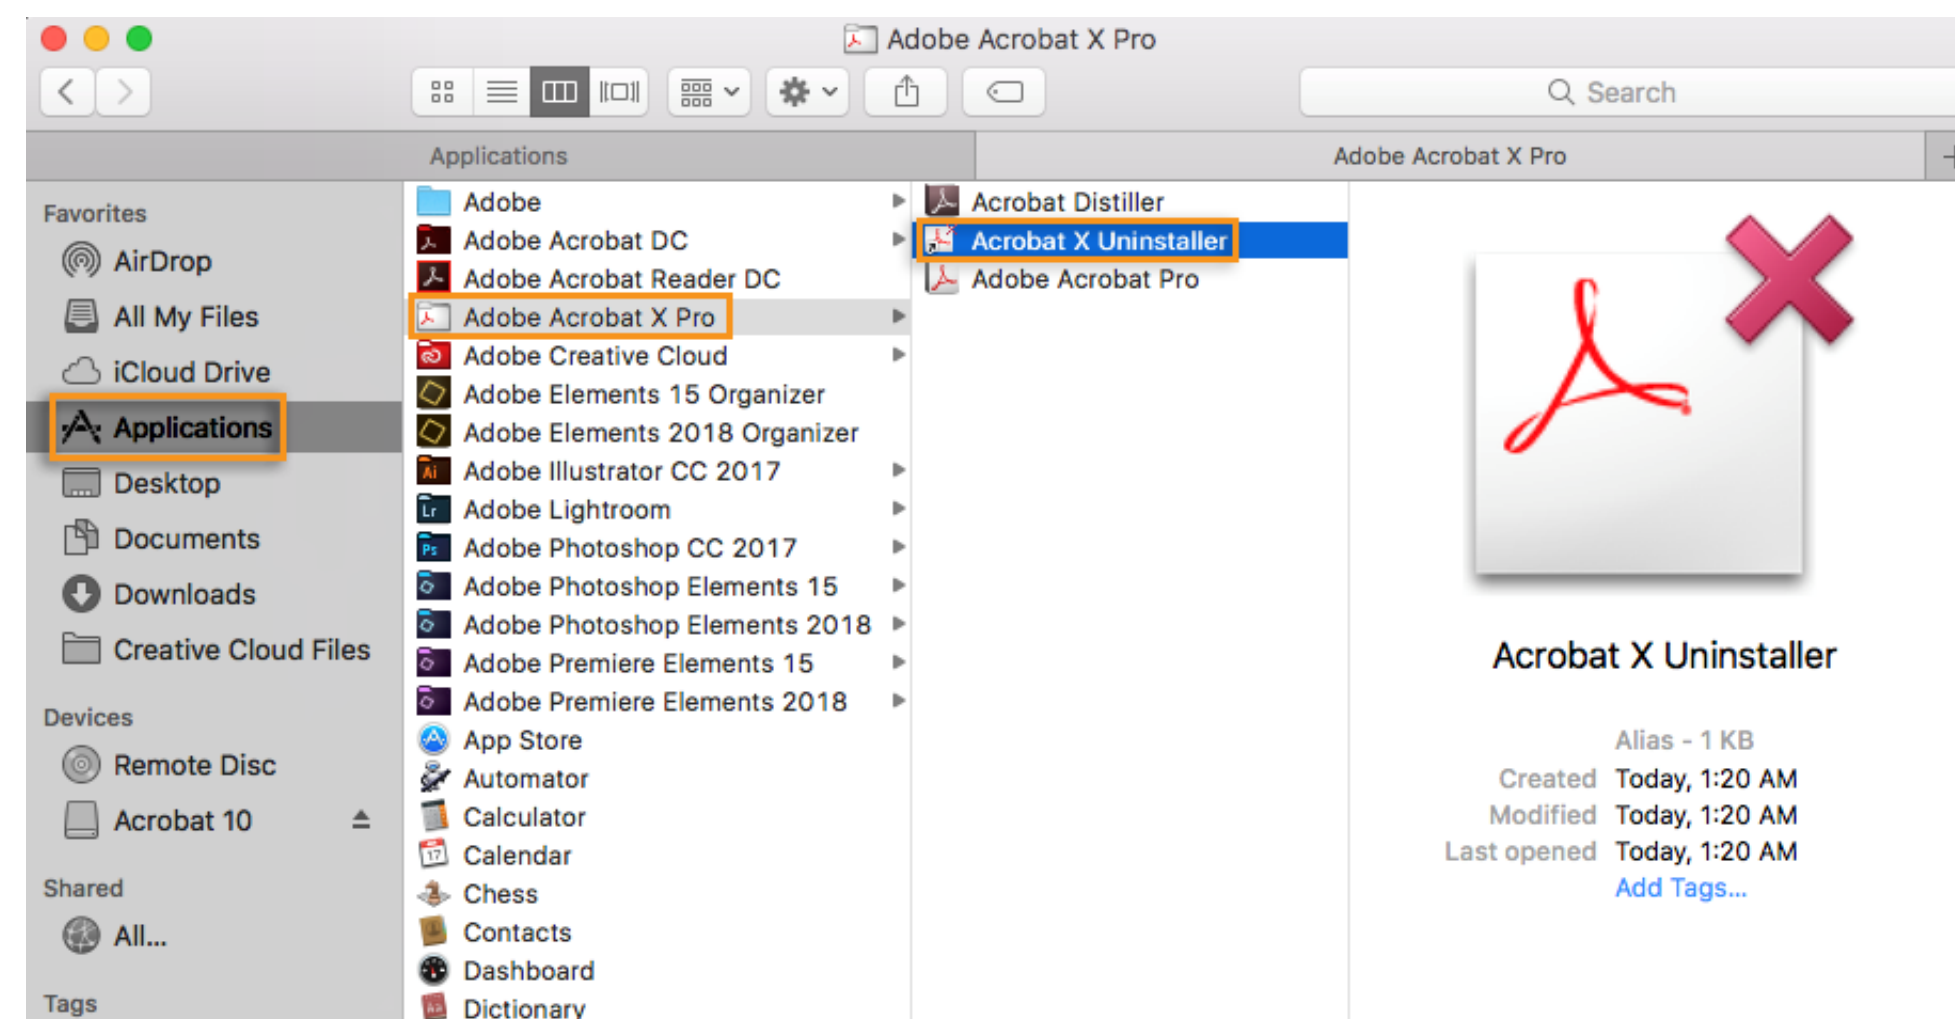 Adobe Acrobat X Pro
Search
Applications
Adobe Acrobat X Pro
Favorites
AirDrop
All My Files
iCloud Drive
Applications
Desktop
Documents
Downloads
Creative Cloud Files
Devices
Remote Disc
Acrobat 10
Shared
All...
Tags
Adobe
Adobe Acrobat DC
Adobe Acrobat Reader DC
Adobe Acrobat X Pro
Adobe Creative Cloud
Adobe Elements 15 Organizer
Adobe Elements 2018 Organizer
Adobe Illustrator CC 2017
Adobe Lightroom
Adobe Photoshop CC 2017
Adobe Photoshop Elements 15
Adobe Photoshop Elements 2018
Adobe Premiere Elements 15
Adobe Premiere Elements 2018
App Store
Automator
Calculator
Calendar
Chess
Contacts
Dashboard
Dictionary
Acrobat Distiller
Acrobat X Uninstaller
Adobe Acrobat Pro
Acrobat X Uninstaller
Alias - 1 KB
Created Today, 1:20 AM
Modified Today, 1:20 AM
Last opened Today, 1:20 AM
Add Tags...